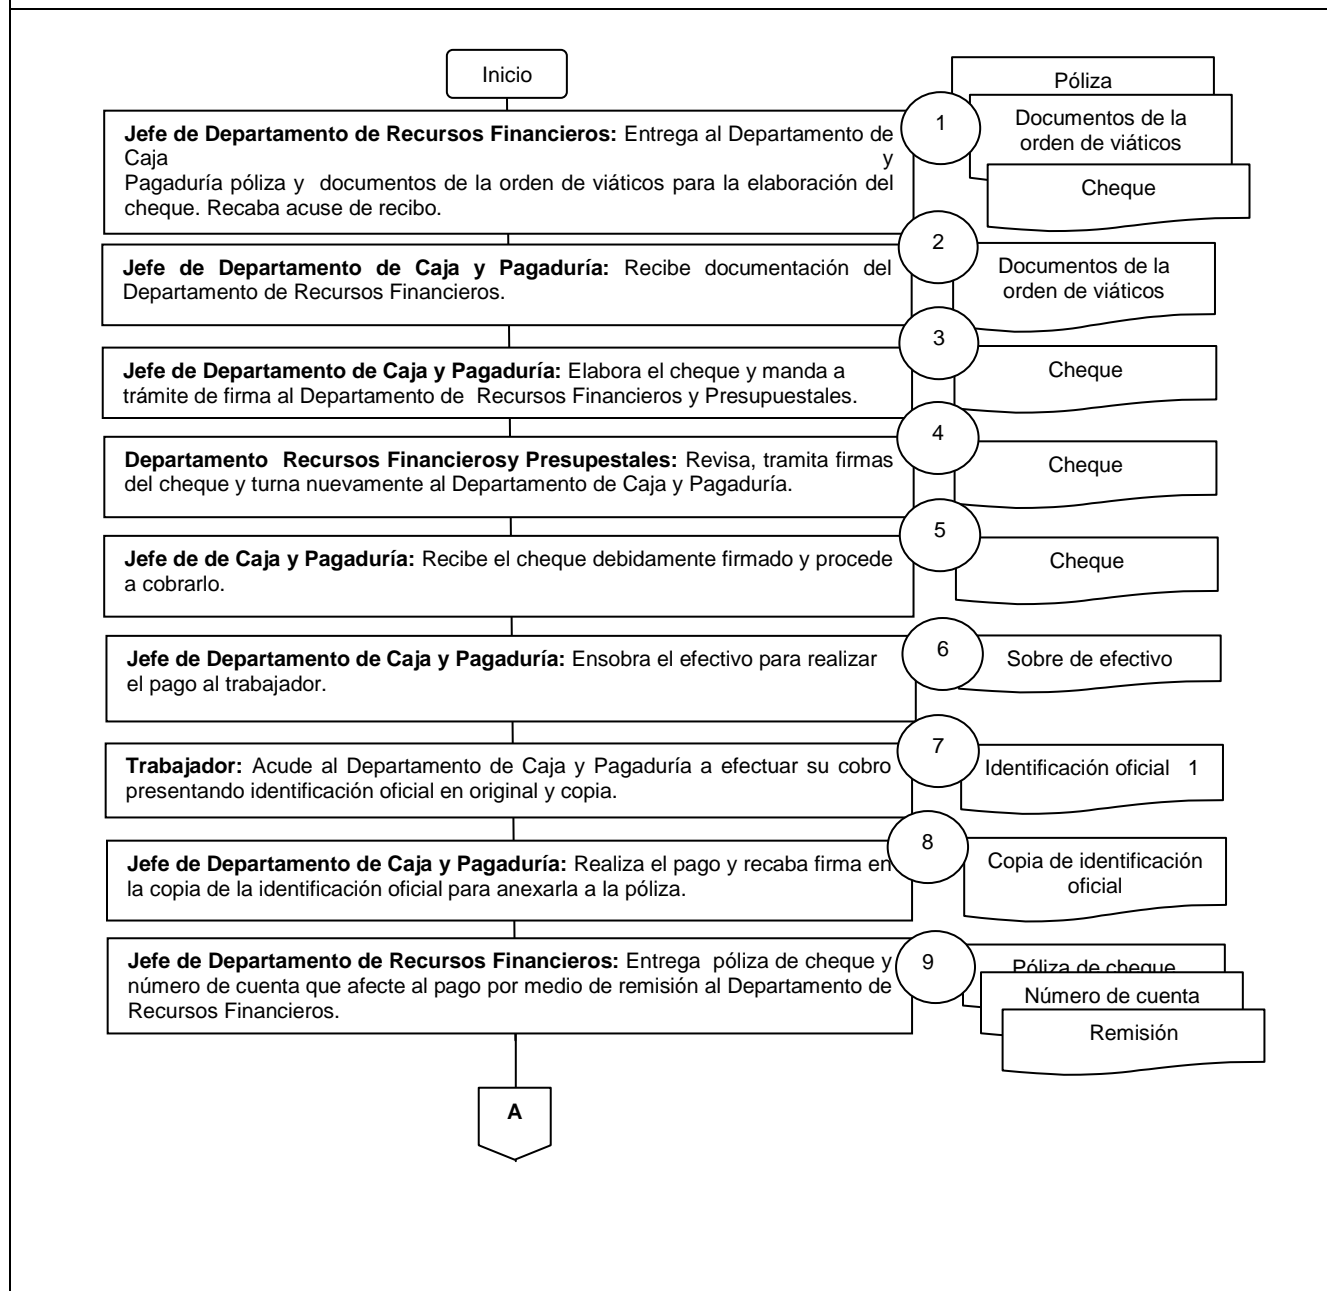 Inicio
Póliza
Jefe de Departamento de Recursos Financieros: Entrega al Departamento de
Caja y
Pagaduría póliza y documentos de la orden de viáticos para la elaboración del
cheque. Recaba acuse de recibo.
1
Documentos de la
orden de viáticos
Cheque
Jefe de Departamento de Caja y Pagaduría: Recibe documentación del
Departamento de Recursos Financieros.
2
Documentos de la
orden de viáticos
Jefe de Departamento de Caja y Pagaduría: Elabora el cheque y manda a
trámite de firma al Departamento de Recursos Financieros y Presupuestales.
3
Cheque
Departamento Recursos Financierosy Presupestales: Revisa, tramita firmas
del cheque y turna nuevamente al Departamento de Caja y Pagaduría.
4
Cheque
Jefe de de Caja y Pagaduría: Recibe el cheque debidamente firmado y procede
a cobrarlo.
5
Cheque
Jefe de Departamento de Caja y Pagaduría: Ensobra el efectivo para realizar
el pago al trabajador.
6
Sobre de efectivo
Trabajador: Acude al Departamento de Caja y Pagaduría a efectuar su cobro
presentando identificación oficial en original y copia.
7
Identificación oficial 1
Jefe de Departamento de Caja y Pagaduría: Realiza el pago y recaba firma en
la copia de la identificación oficial para anexarla a la póliza.
8
Copia de identificación
oficial
Jefe de Departamento de Recursos Financieros: Entrega póliza de cheque y
número de cuenta que afecte al pago por medio de remisión al Departamento de
Recursos Financieros.
9
Póliza de cheque
Número de cuenta
Remisión
A